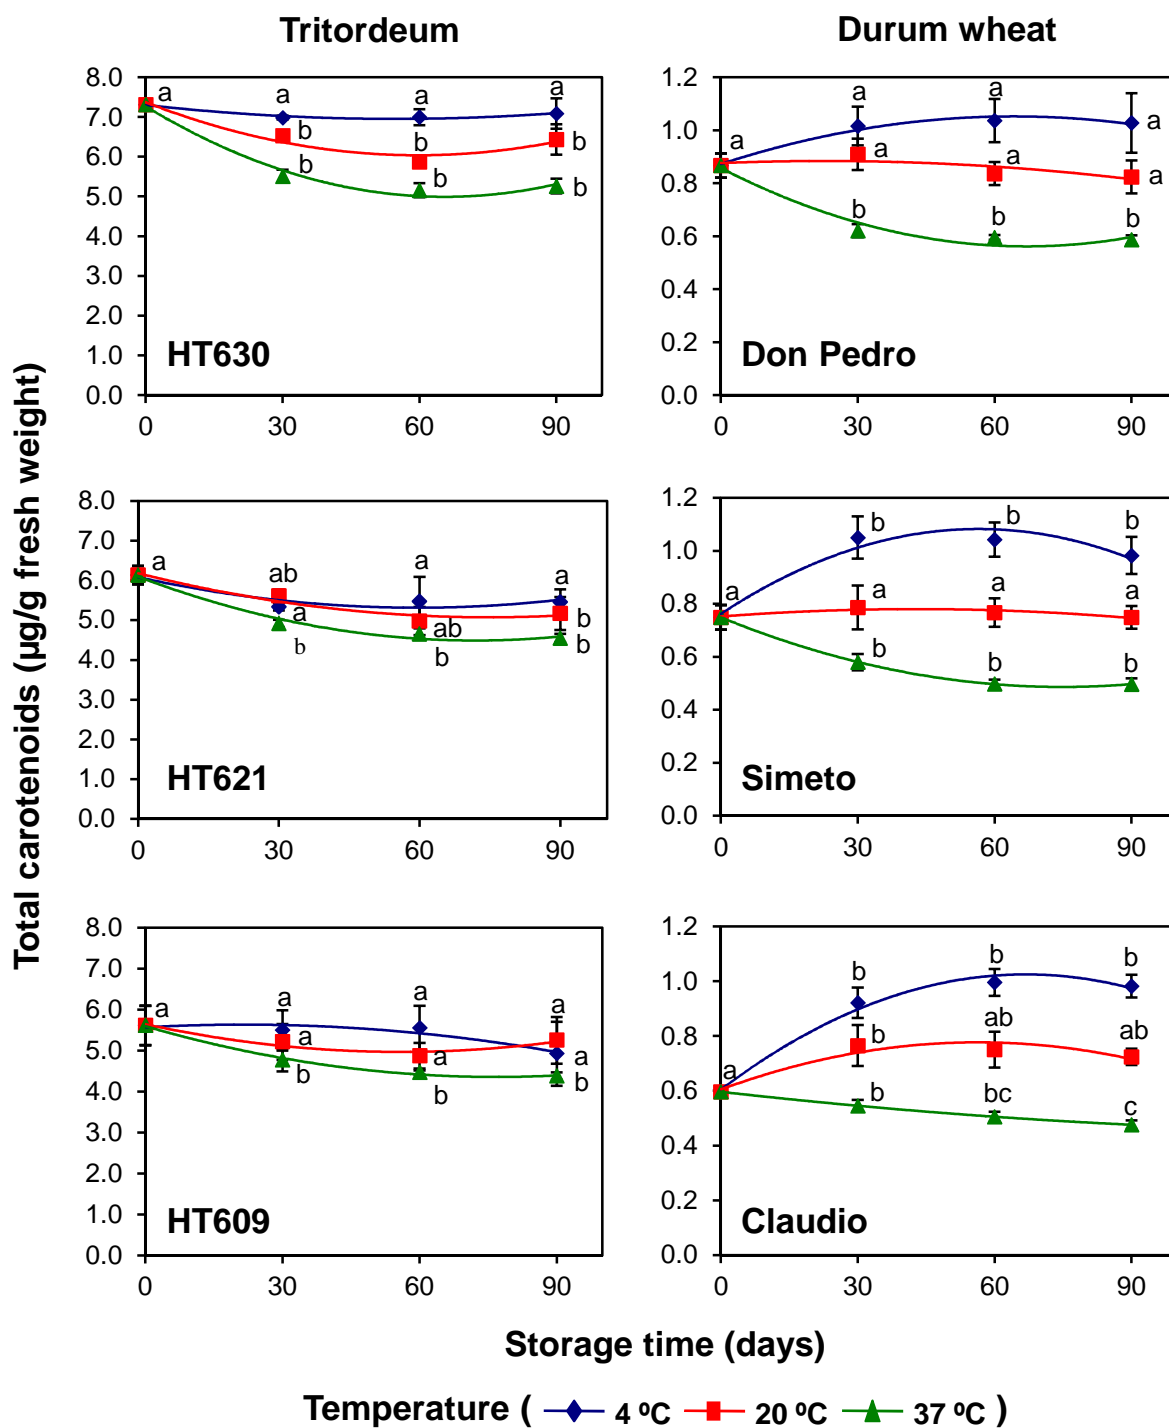 Tritordeum
Durum wheat
Total carotenoids (µg/g fresh weight)
8.0
7.0
6.0
5.0
4.0
3.0
2.0
1.0
0.0
a a a a
b b b
b b b
HT630
0 30 60 90
1.2
1.0
0.8
0.6
0.4
0.2
0.0
a a a a
a a a
b b b
Don Pedro
0 30 60 90
8.0
7.0
6.0
5.0
4.0
3.0
2.0
1.0
0.0
a ab a a
a ab b
b b b
HT621
0 30 60 90
1.2
1.0
0.8
0.6
0.4
0.2
0.0
a b b b
a a a
b b b
Simeto
0 30 60 90
8.0
7.0
6.0
5.0
4.0
3.0
2.0
1.0
0.0
a a a a
a a a
b b b
HT609
0 30 60 90
1.2
1.0
0.8
0.6
0.4
0.2
0.0
a b b b
b ab ab
b bc c
Claudio
0 30 60 90
Storage time (days)
Temperature ( 4 ºC 20 ºC 37 ºC )